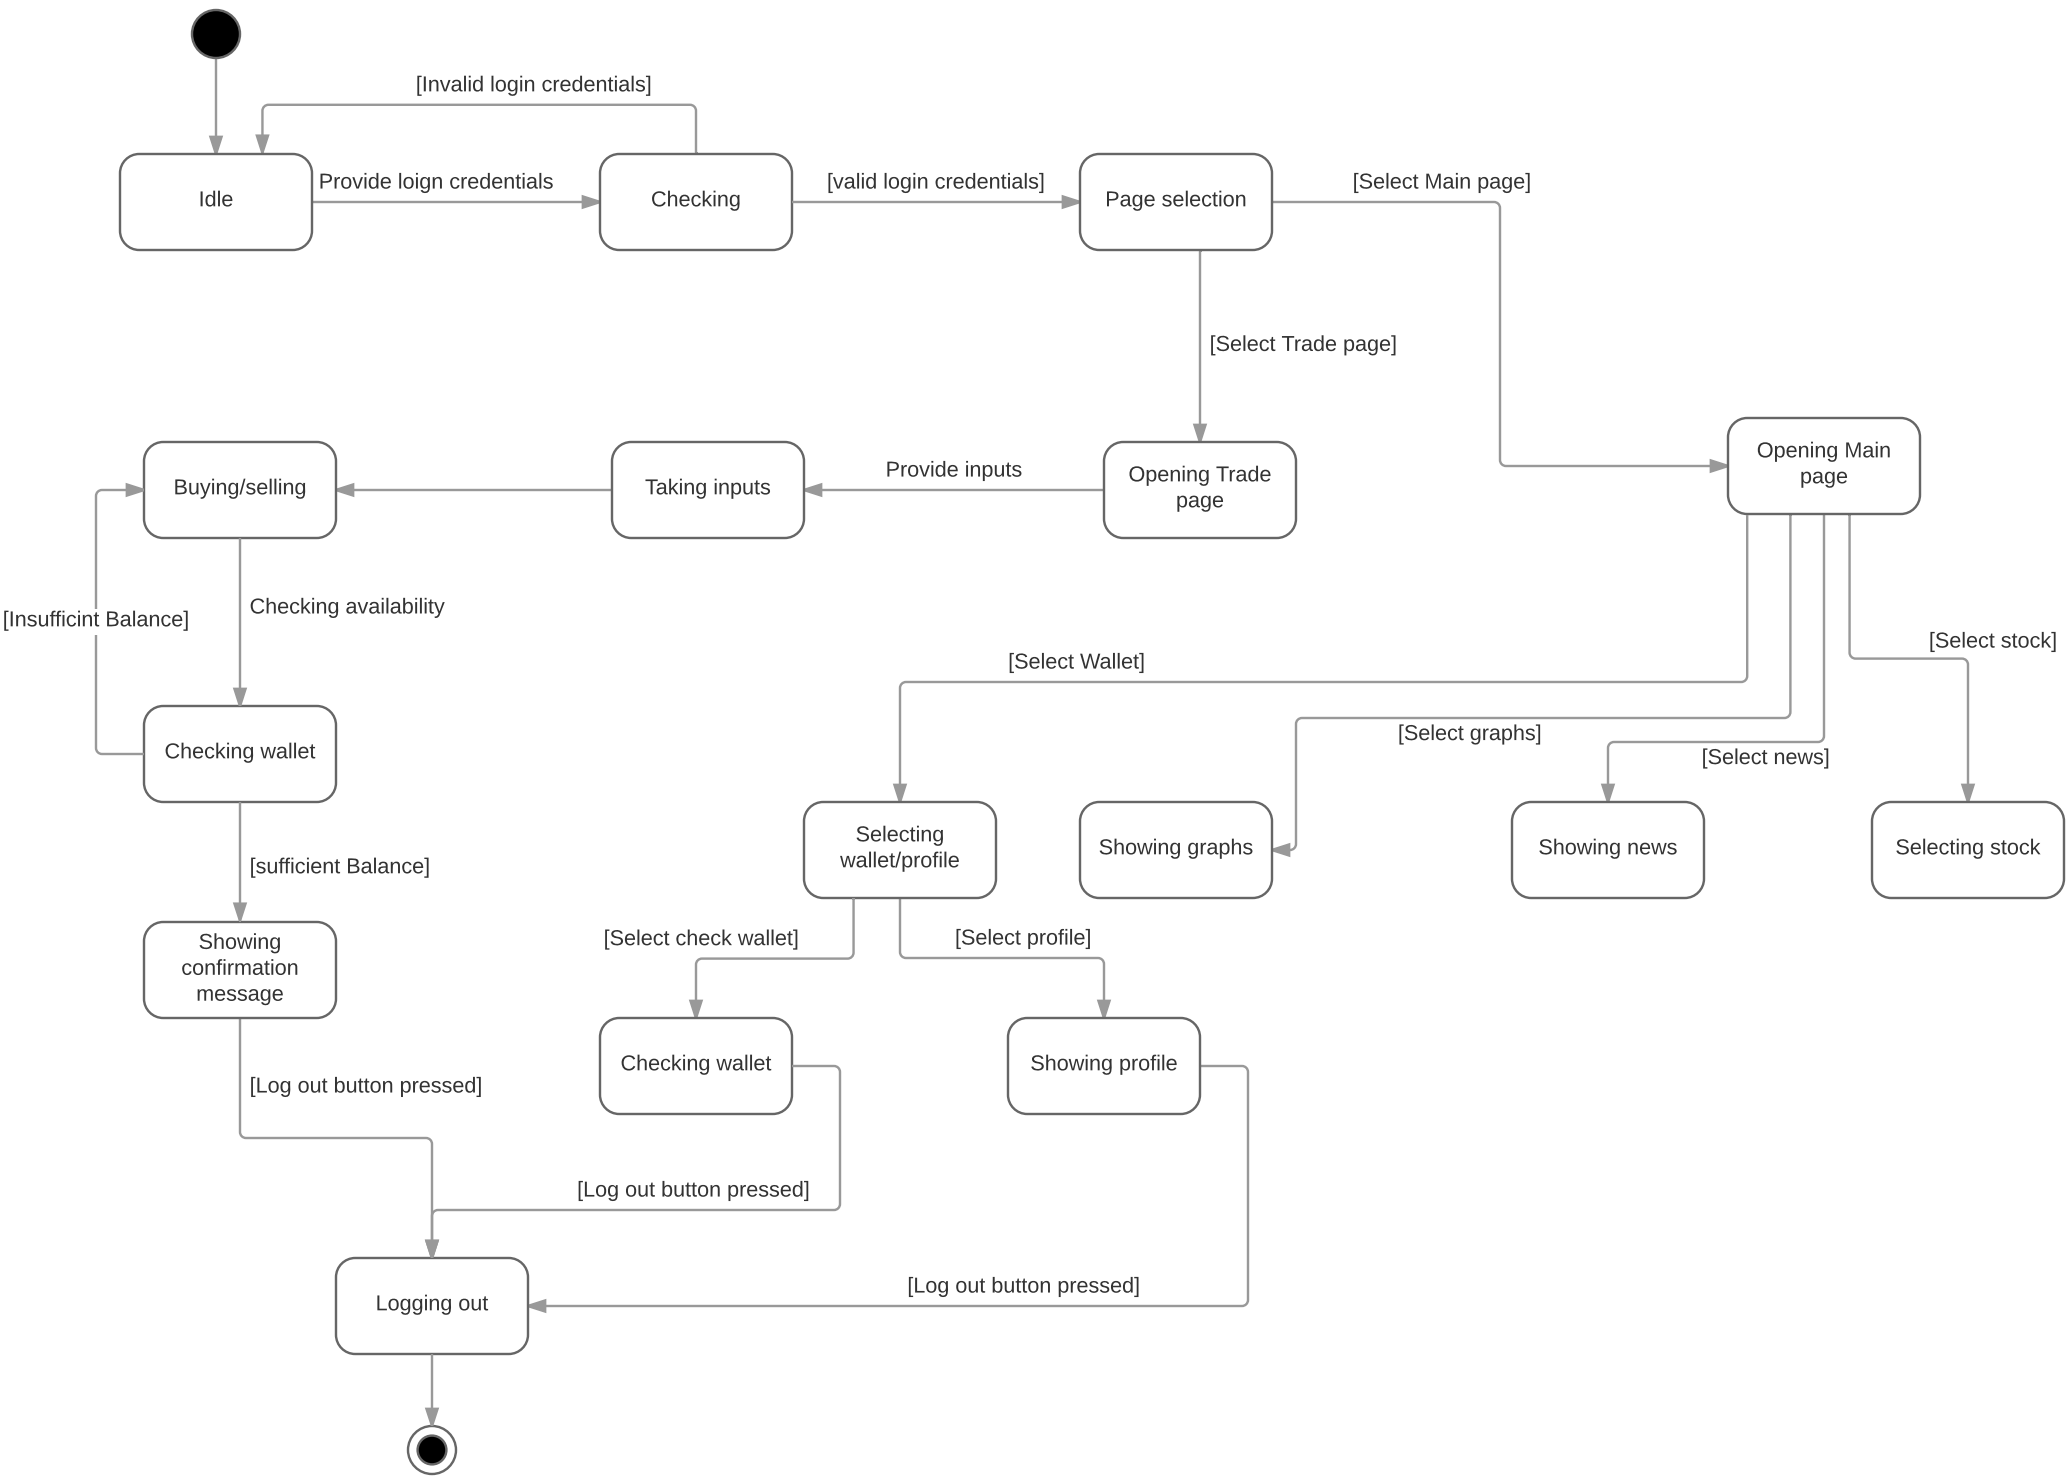 [Invalid login credentials]
Idle
Provide loign credentials
Checking
[valid login credentials]
Page selection
[Select Main page]
[Select Trade page]
Buying/selling
Taking inputs
Provide inputs
Opening Trade
page
Opening Main
page
[Insufficint Balance]
Checking availability
[Select stock]
[Select Wallet]
[Select graphs]
[Select news]
Checking wallet
Selecting
wallet/profile
Showing graphs
Showing news
Selecting stock
[sufficient Balance]
[Select check wallet]
[Select profile]
Showing
confirmation
message
Checking wallet
Showing profile
[Log out button pressed]
[Log out button pressed]
[Log out button pressed]
Logging out